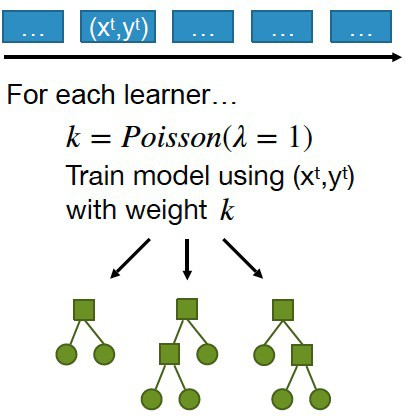 … (xᵗ,yᵗ) … … …
For each learner…
k = Poisson(λ = 1)
Train model using (xᵗ,yᵗ)
with weight k